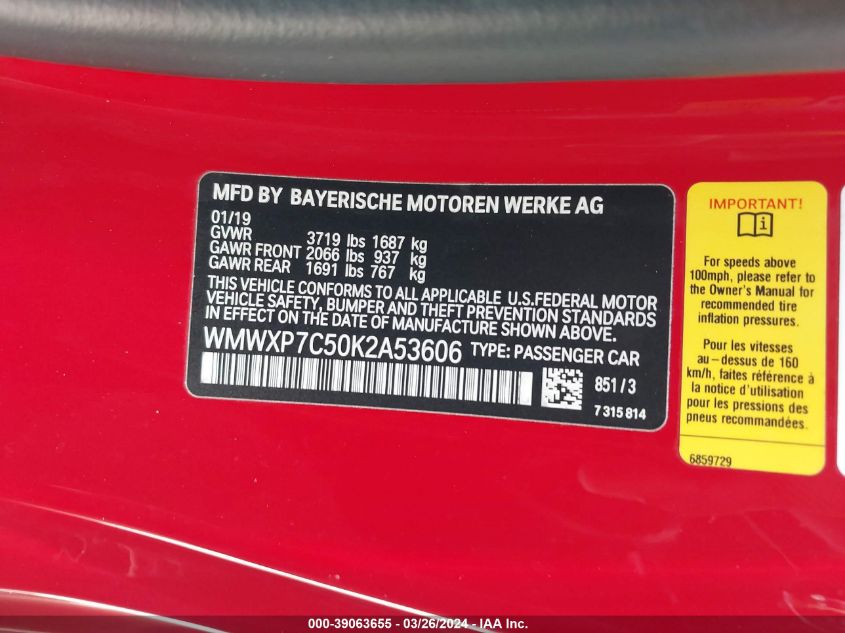 MFD BY BAYERISCHE MOTOREN WERKE AG
01/19
GVWR 3719 lbs 1687 kg
GAWR FRONT 2066 lbs 937 kg
GAWR REAR 1691 lbs 767 kg
THIS VEHICLE CONFORMS TO ALL APPLICABLE U.S.FEDERAL MOTOR
VEHICLE SAFETY, BUMPER AND THEFT PREVENTION STANDARDS
IN EFFECT ON THE DATE OF MANUFACTURE SHOWN ABOVE.
WMWXP7C50K2A53606 TYPE: PASSENGER CAR
851/3
7 315 814
IMPORTANT!
For speeds above
100mph, please refer to
the Owner's Manual for
recommended tire
inflation pressures.
Pour les vitesses
au-dessus de 160
km/h, faites référence à
la notice d'utilisation
pour les pressions des
pneus recommandées.
6859729
000-39063655 - 03/26/2024 - IAA Inc.